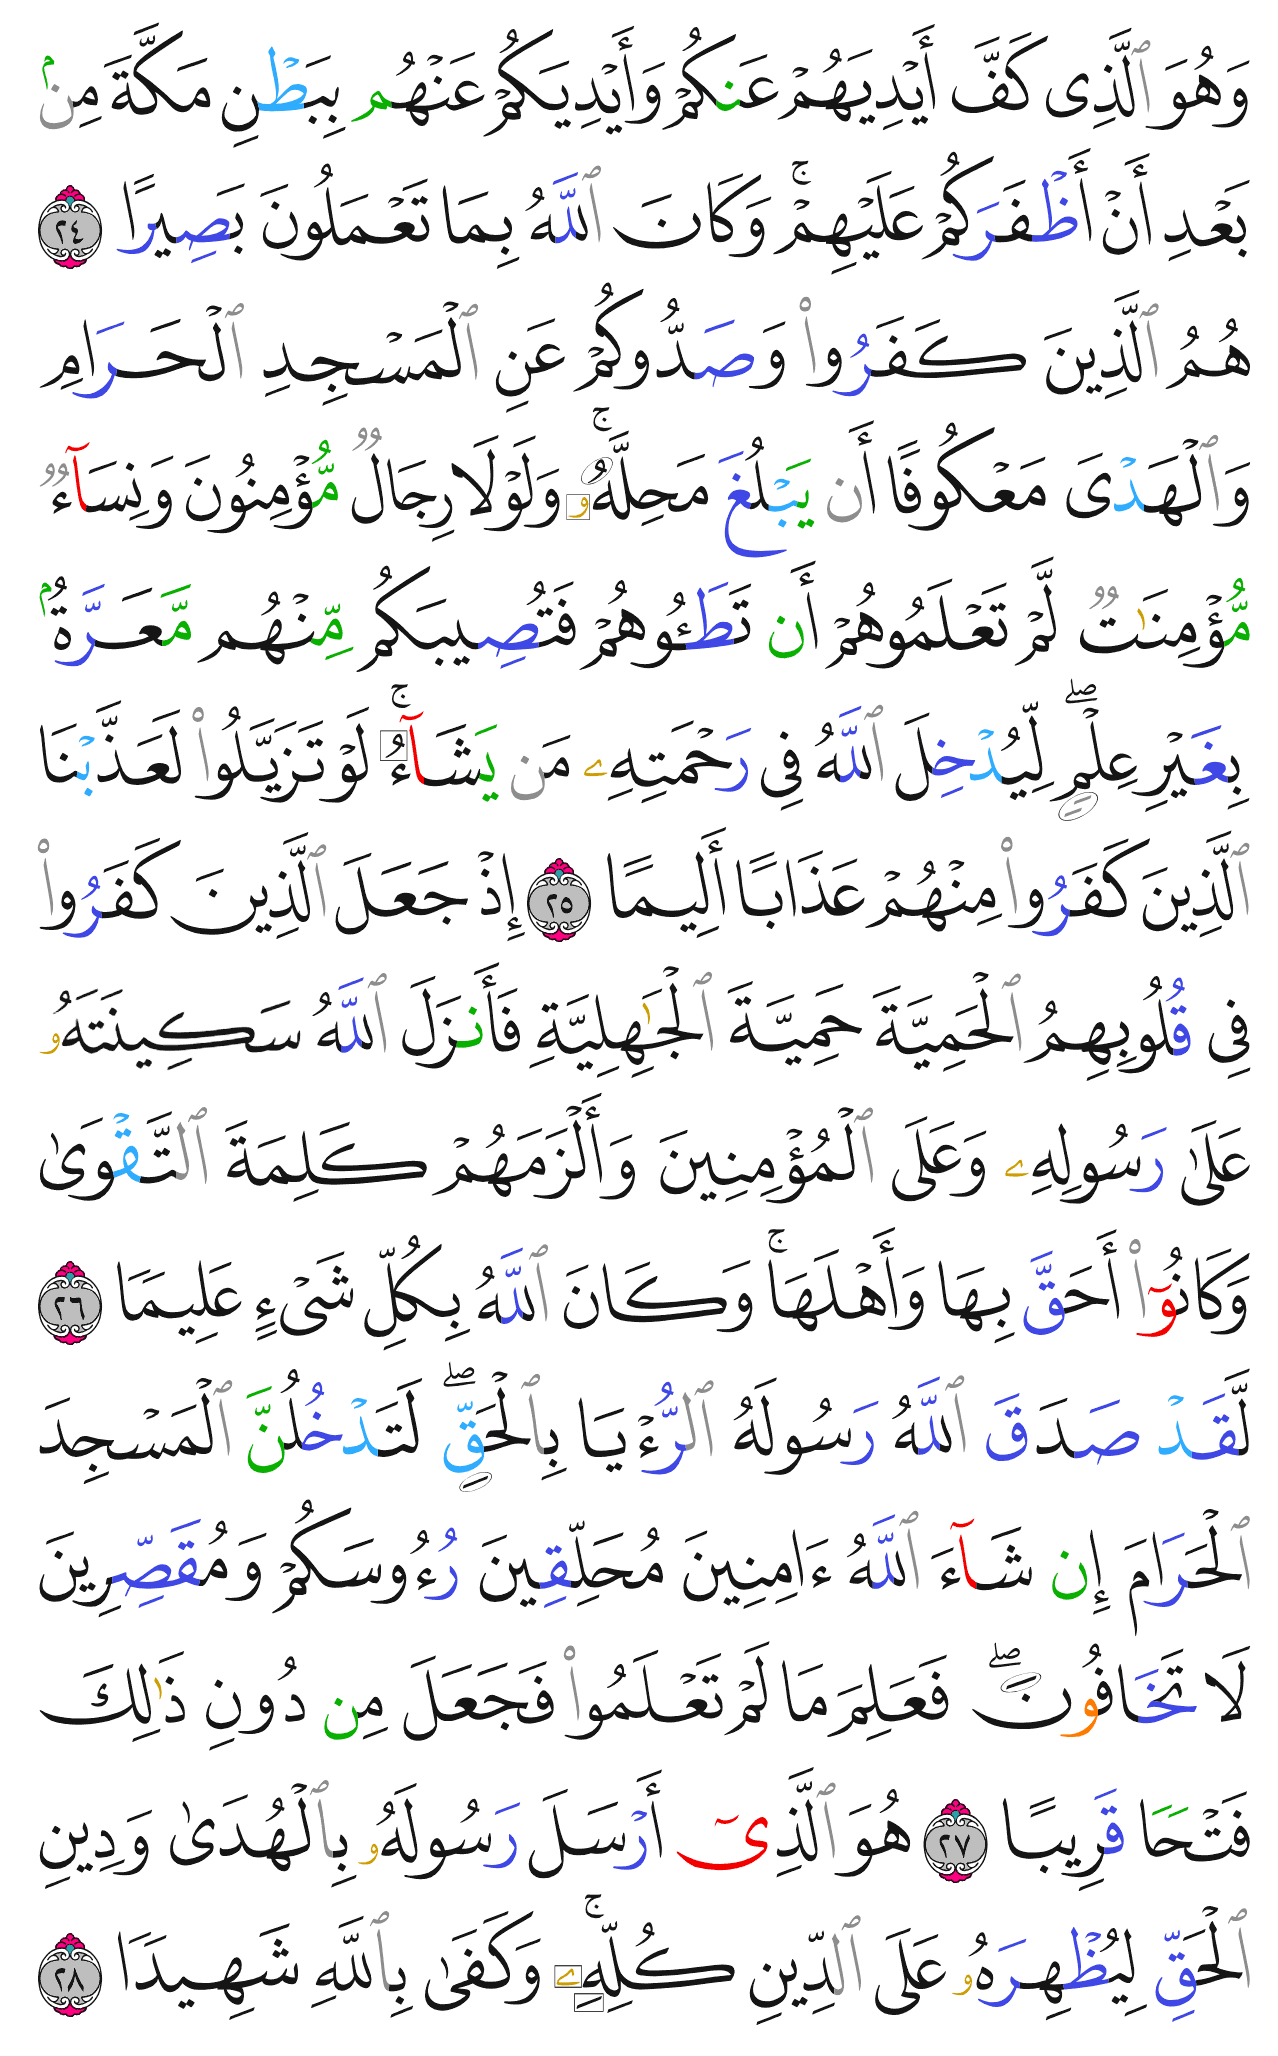 وَهُوَ ٱلَّذِى كَفَّ أَيْدِيَهُمْ عَنكُمْ وَأَيْدِيَكُمْ عَنْهُم بِبَطْنِ مَكَّةَ مِنۢ
بَعْدِ أَنْ أَظْفَرَكُمْ عَلَيْهِمْ ۚ وَكَانَ ٱللَّهُ بِمَا تَعْمَلُونَ بَصِيرًا ٢٤
هُمُ ٱلَّذِينَ كَفَرُوا۟ وَصَدُّوكُمْ عَنِ ٱلْمَسْجِدِ ٱلْحَرَامِ
وَٱلْهَدْىَ مَعْكُوفًا أَن يَبْلُغَ مَحِلَّهُۥ ۚ وَلَوْلَا رِجَالٌ مُّؤْمِنُونَ وَنِسَآءٌ
مُّؤْمِنَـٰتٌ لَّمْ تَعْلَمُوهُمْ أَن تَطَـُٔوهُمْ فَتُصِيبَكُم مِّنْهُم مَّعَرَّةٌۢ
بِغَيْرِ عِلْمٍ ۖ لِّيُدْخِلَ ٱللَّهُ فِى رَحْمَتِهِۦ مَن يَشَآءُ ۚ لَوْ تَزَيَّلُوا۟ لَعَذَّبْنَا
ٱلَّذِينَ كَفَرُوا۟ مِنْهُمْ عَذَابًا أَلِيمًا ٢٥ إِذْ جَعَلَ ٱلَّذِينَ كَفَرُوا۟
فِى قُلُوبِهِمُ ٱلْحَمِيَّةَ حَمِيَّةَ ٱلْجَـٰهِلِيَّةِ فَأَنزَلَ ٱللَّهُ سَكِينَتَهُۥ
عَلَىٰ رَسُولِهِۦ وَعَلَى ٱلْمُؤْمِنِينَ وَأَلْزَمَهُمْ كَلِمَةَ ٱلتَّقْوَىٰ
وَكَانُوٓا۟ أَحَقَّ بِهَا وَأَهْلَهَا ۚ وَكَانَ ٱللَّهُ بِكُلِّ شَىْءٍ عَلِيمًا ٢٦
لَّقَدْ صَدَقَ ٱللَّهُ رَسُولَهُ ٱلرُّءْيَا بِٱلْحَقِّ ۖ لَتَدْخُلُنَّ ٱلْمَسْجِدَ
ٱلْحَرَامَ إِن شَآءَ ٱللَّهُ ءَامِنِينَ مُحَلِّقِينَ رُءُوسَكُمْ وَمُقَصِّرِينَ
لَا تَخَافُونَ ۖ فَعَلِمَ مَا لَمْ تَعْلَمُوا۟ فَجَعَلَ مِن دُونِ ذَٰلِكَ
فَتْحًا قَرِيبًا ٢٧ هُوَ ٱلَّذِىٓ أَرْسَلَ رَسُولَهُۥ بِٱلْهُدَىٰ وَدِينِ
ٱلْحَقِّ لِيُظْهِرَهُۥ عَلَى ٱلدِّينِ كُلِّهِۦ ۚ وَكَفَىٰ بِٱللَّهِ شَهِيدًا ٢٨